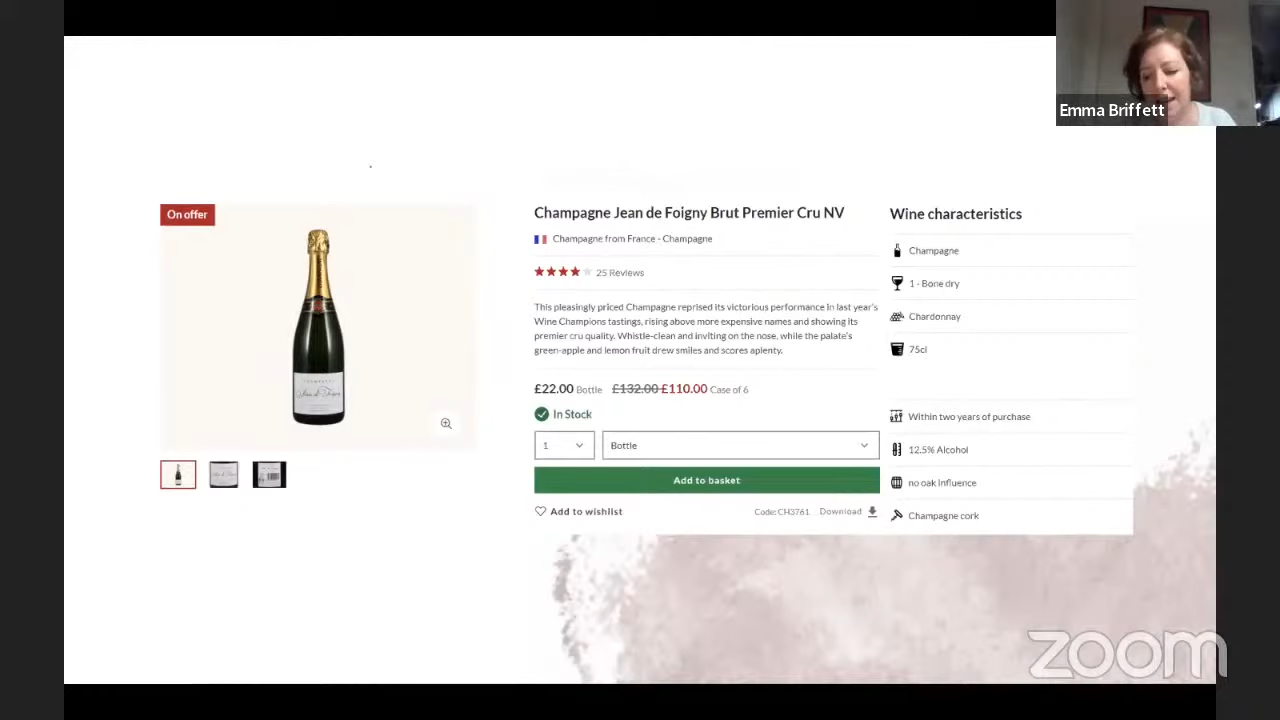 Emma Briffett
On offer
Champagne Jean de Foigny Brut Premier Cru NV
Champagne from France - Champagne
25 Reviews
This pleasingly priced Champagne reprised its victorious performance in last year's
Wine Champions tastings, rising above more expensive names and showing its
premier cru quality. Whistle-clean and inviting on the nose, while the palate's
green-apple and lemon fruit drew smiles and scores aplenty.
£22.00 Bottle £132.00 £110.00 Case of 6
In Stock
1
Bottle
Add to basket
Add to wishlist
Code: CH3761
Download
Wine characteristics
Champagne
1 - Bone dry
Chardonnay
75cl
Within two years of purchase
12.5% Alcohol
no oak Influence
Champagne cork
CHAMPAGNE
Jean de Foigny
zoom